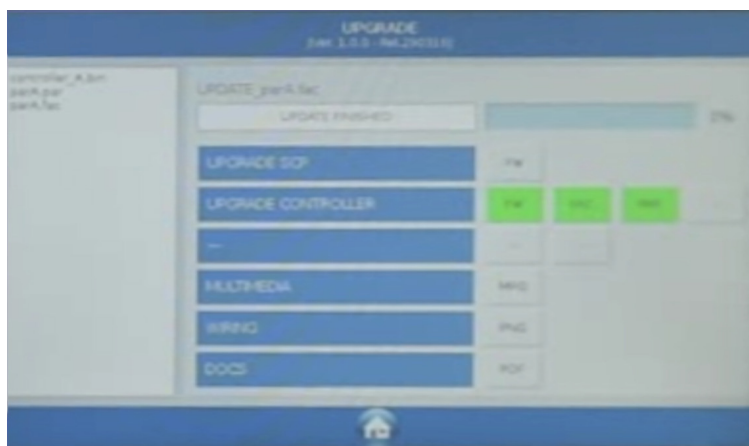 UPGRADE
controller_A.bin
parA.par
parA.fac
UPDATE_parA.fac
UPDATE FINISHED
UPGRADE SCP
FW
UPGRADE CONTROLLER
FW
FAC
PAR
---
MULTIMEDIA
MPG
WIRING
PNG
DOCS
PDF